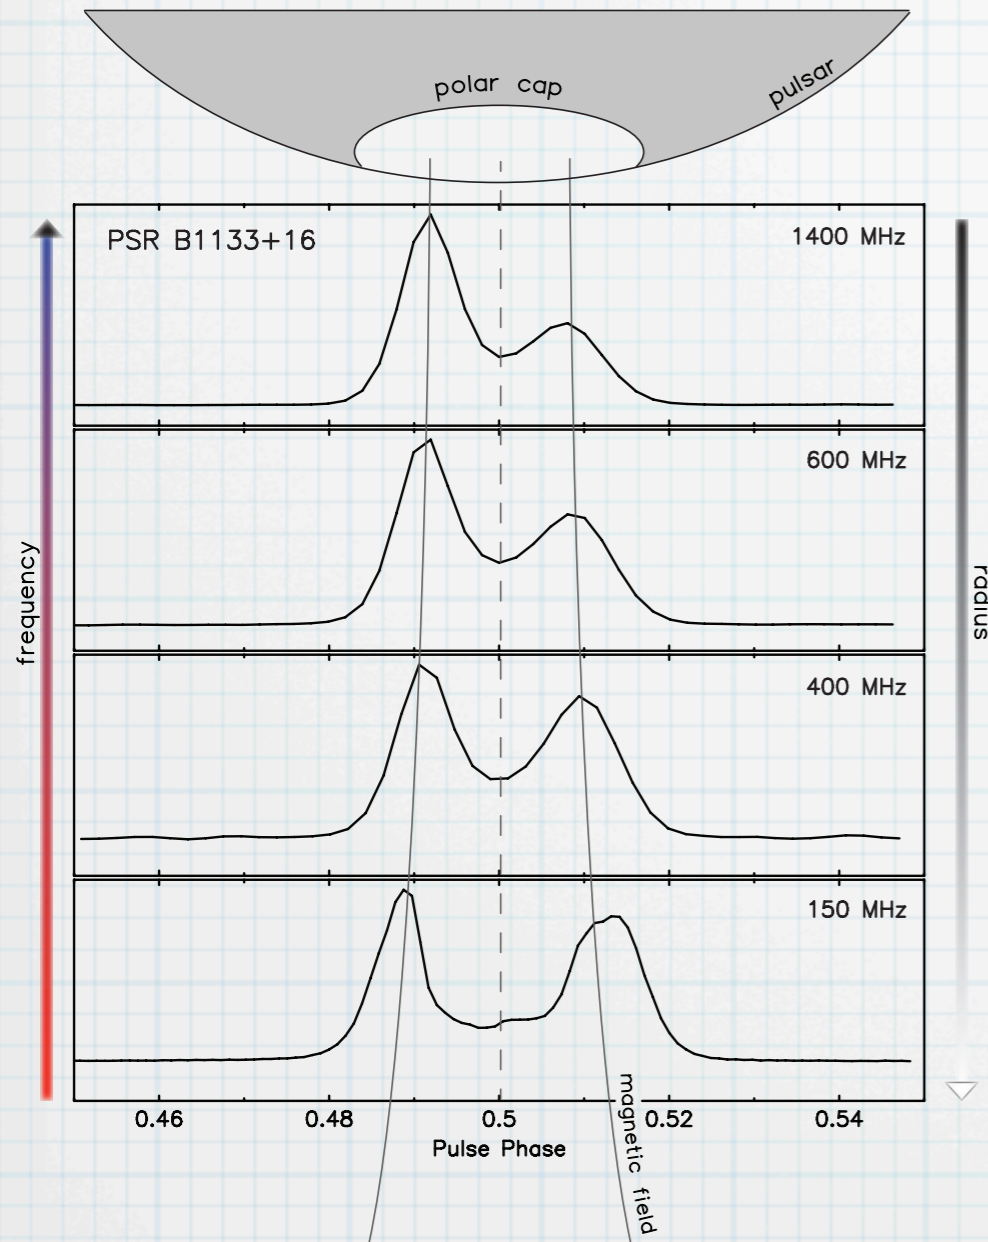 polar cap
pulsar
PSR B1133+16
1400 MHz
600 MHz
frequency
radius
400 MHz
150 MHz
0.46 0.48 0.5 0.52 0.54
Pulse Phase
magnetic field